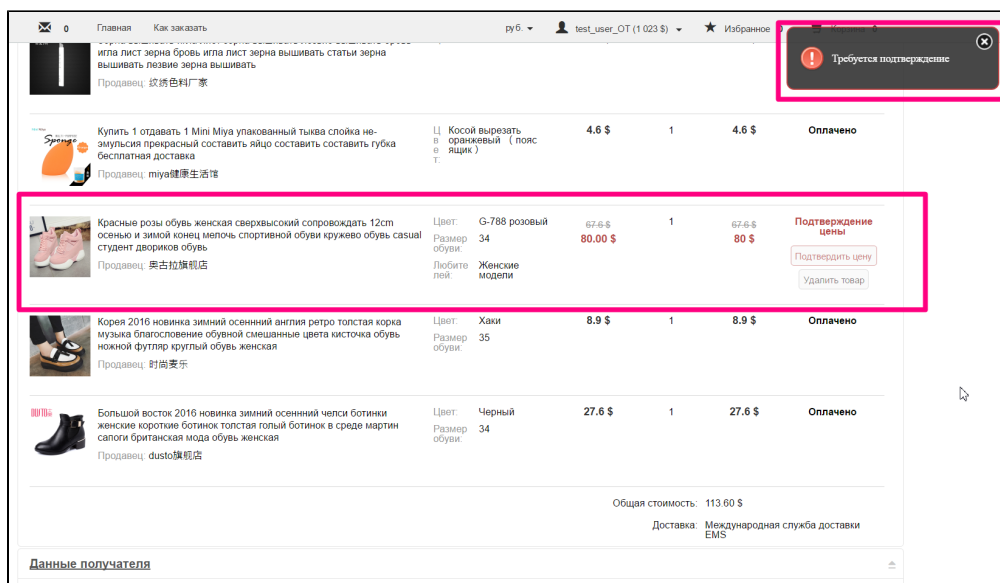 0 Главная Как заказать руб. test_user_OT (1 023 $) Избранное 0 Корзина 0
Требуется подтверждение
игла лист зерна бровь игла лист зерна вышивать статьи зерна
вышивать лезвие зерна вышивать
Продавец: 纹绣色料厂家
Sponge
Купить 1 отдавать 1 Mini Miya упакованный тыква слойка не-
эмульсия прекрасный составить яйцо составить составить губка
бесплатная доставка
Продавец: miya健康生活馆
Цвет: Косой вырезать
оранжевый ( пояс
ящик )
4.6 $ 1 4.6 $ Оплачено
Красные розы обувь женская сверхвысокий сопровождать 12cm
осенью и зимой конец мелочь спортивной обуви кружево обувь casual
студент двориков обувь
Продавец: 奥古拉旗舰店
Цвет: G-788 розовый
Размер обуви: 34
Любите лей: Женские
модели
67.6 $
80.00 $
1
67.6 $
80 $
Подтверждение
цены
Подтвердить цену
Удалить товар
Корея 2016 новинка зимний осеннний англия ретро толстая корка
музыка благословение обувной смешанные цвета кисточка обувь
ножной футляр круглый обувь женская
Продавец: 时尚麦乐
Цвет: Хаки
Размер обуви: 35
8.9 $ 1 8.9 $ Оплачено
Большой восток 2016 новинка зимний осеннний челси ботинки
женские короткие ботинок толстая голый ботинок в среде мартин
сапоги британская мода обувь женская
Продавец: dusto旗舰店
Цвет: Черный
Размер обуви: 34
27.6 $ 1 27.6 $ Оплачено
Общая стоимость: 113.60 $
Доставка: Международная служба доставки
EMS
Данные получателя